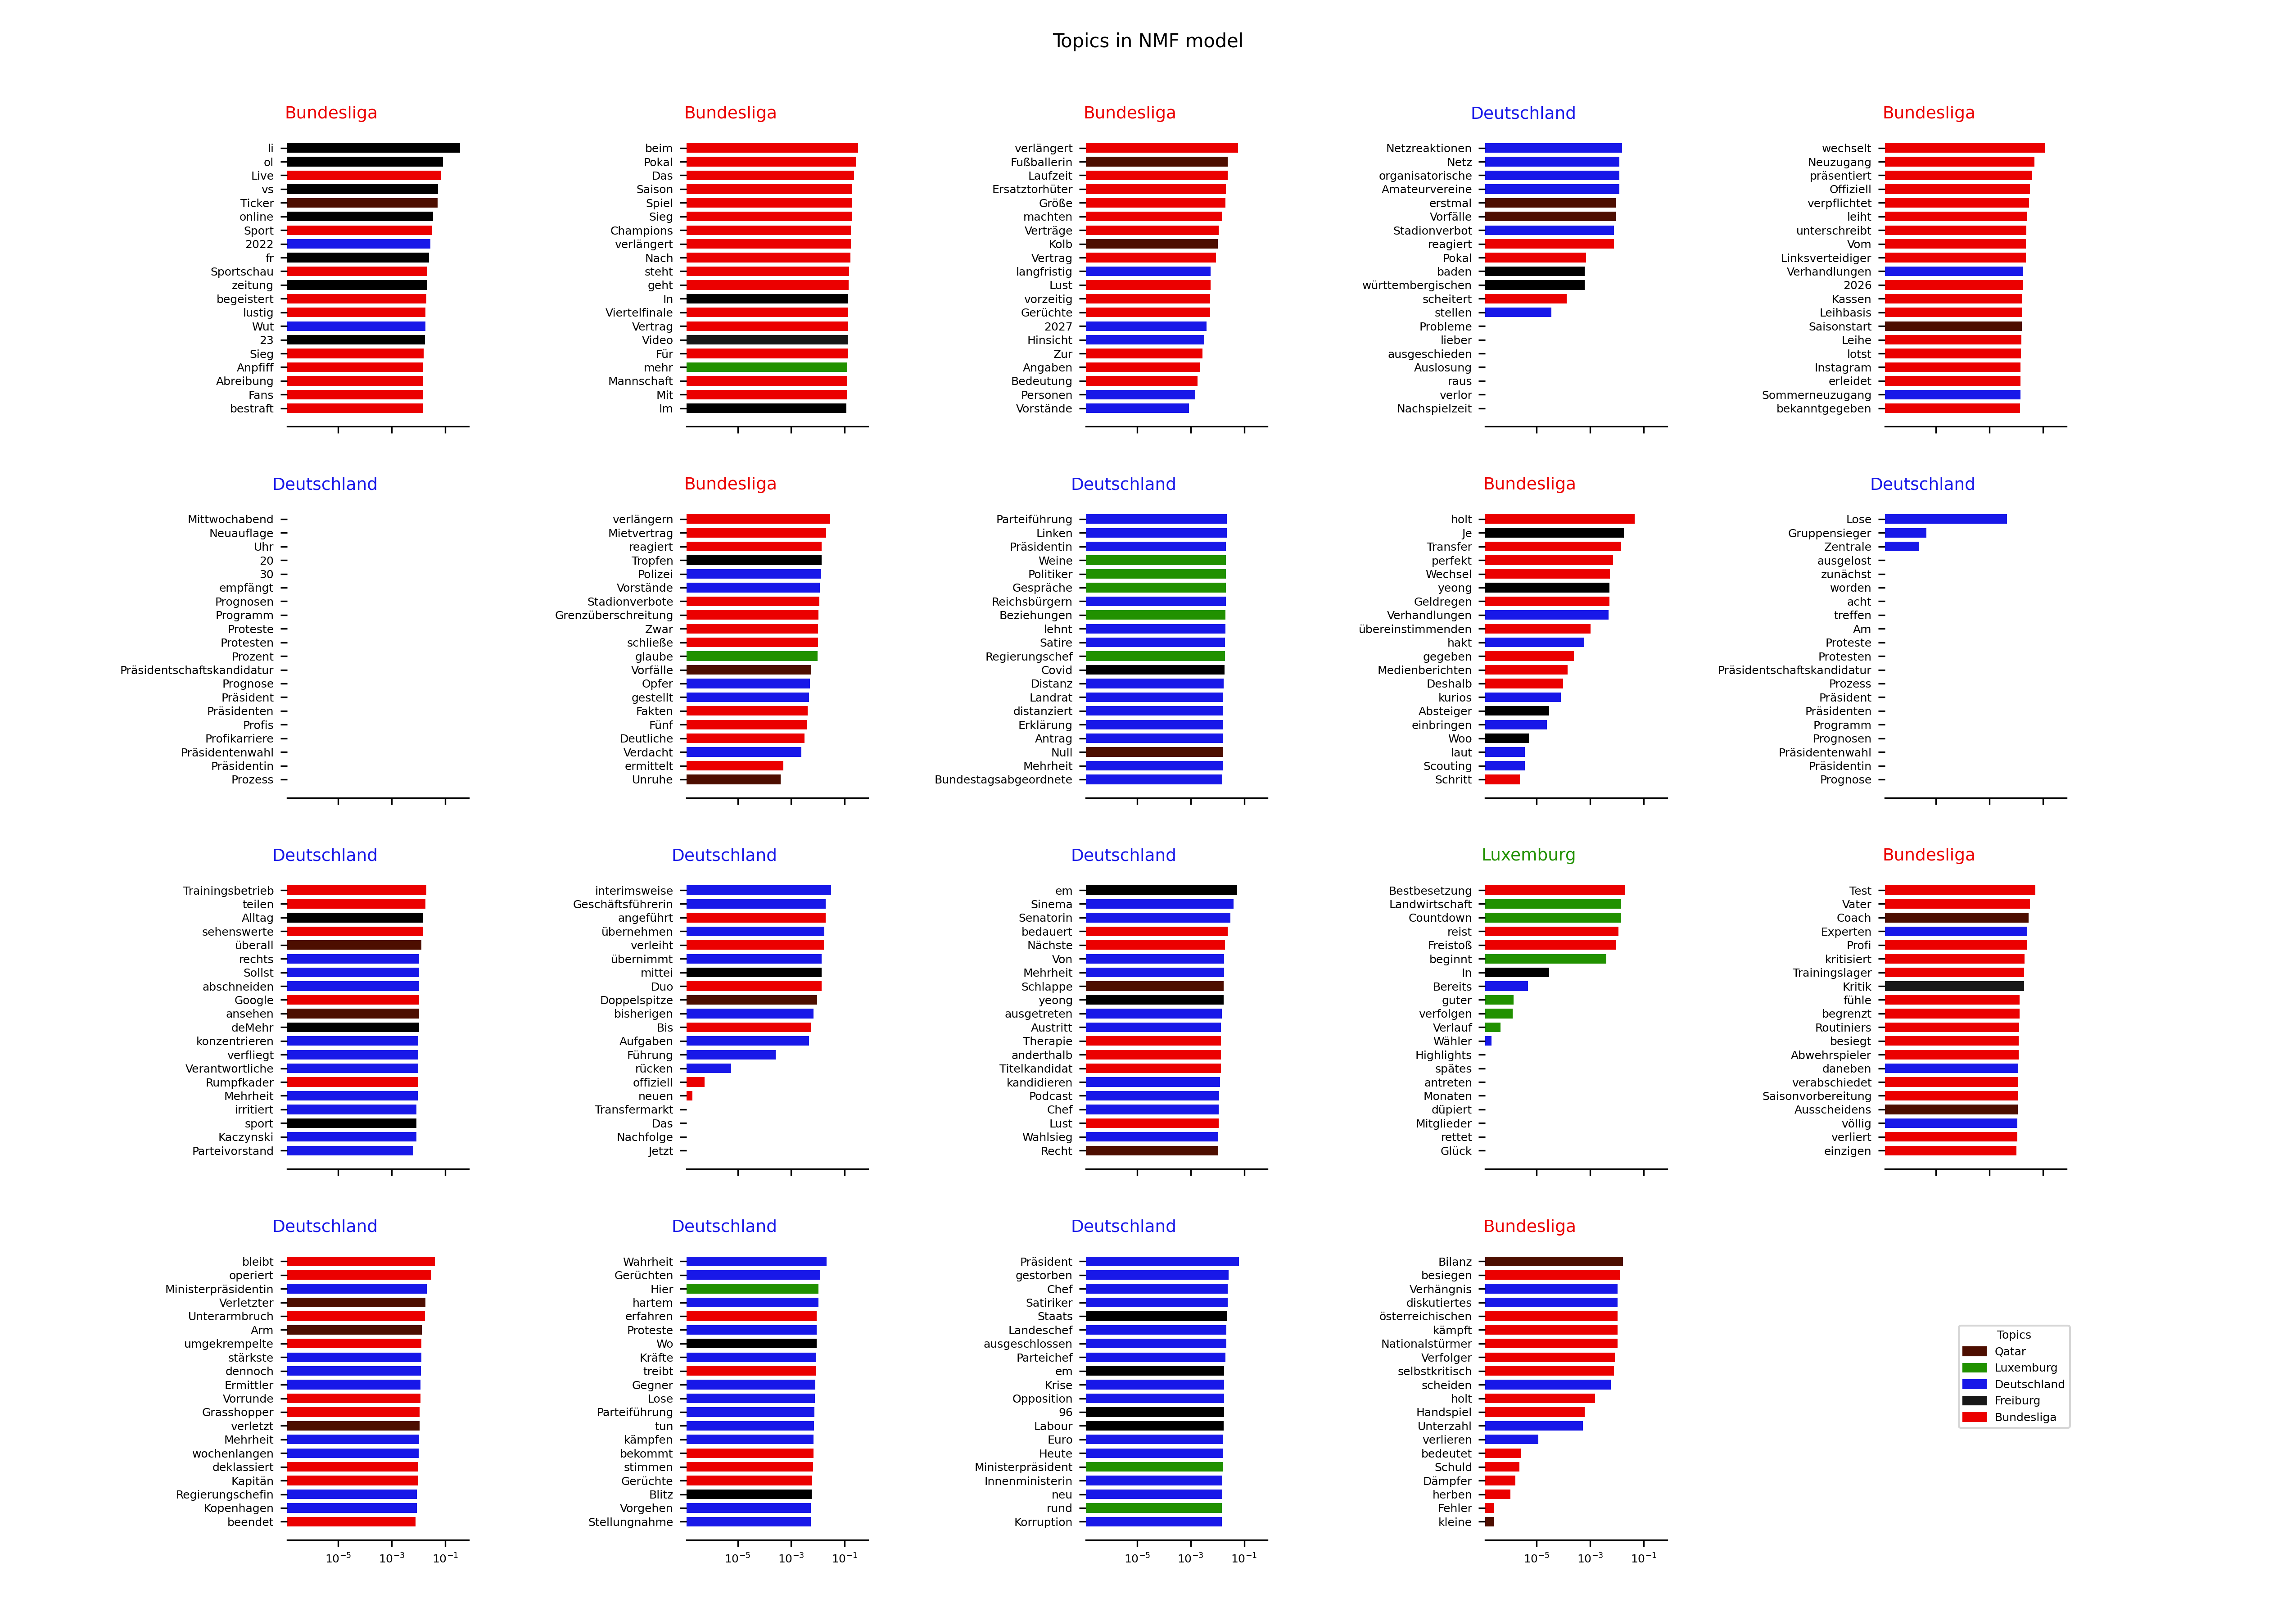 Topics in NMF model
Bundesliga
li
ol
Live
vs
Ticker
online
Sport
2022
fr
Sportschau
zeitung
begeistert
lustig
Wut
23
Sieg
Anpfiff
Abreibung
Fans
bestraft
Bundesliga
beim
Pokal
Das
Saison
Spiel
Sieg
Champions
verlängert
Nach
steht
geht
In
Viertelfinale
Vertrag
Video
Für
mehr
Mannschaft
Mit
Im
Bundesliga
verlängert
Fußballerin
Laufzeit
Ersatztorhüter
Größe
machten
Verträge
Kolb
Vertrag
langfristig
Lust
vorzeitig
Gerüchte
2027
Hinsicht
Zur
Angaben
Bedeutung
Personen
Vorstände
Deutschland
Netzreaktionen
Netz
organisatorische
Amateurvereine
erstmal
Vorfälle
Stadionverbot
reagiert
Pokal
baden
württembergischen
scheitert
stellen
Probleme
lieber
ausgeschieden
Auslosung
raus
verlor
Nachspielzeit
Bundesliga
wechselt
Neuzugang
präsentiert
Offiziell
verpflichtet
leiht
unterschreibt
Vom
Linksverteidiger
Verhandlungen
2026
Kassen
Leihbasis
Saisonstart
Leihe
lotst
Instagram
erleidet
Sommerneuzugang
bekanntgegeben
Deutschland
Mittwochabend
Neuauflage
Uhr
20
30
empfängt
Prognosen
Programm
Proteste
Protesten
Prozent
Präsidentschaftskandidatur
Prognose
Präsident
Präsidenten
Profis
Profikarriere
Präsidentenwahl
Präsidentin
Prozess
Bundesliga
verlängern
Mietvertrag
reagiert
Tropfen
Polizei
Vorstände
Stadionverbote
Grenzüberschreitung
Zwar
schließe
glaube
Vorfälle
Opfer
gestellt
Fakten
Fünf
Deutliche
Verdacht
ermittelt
Unruhe
Deutschland
Parteiführung
Linken
Präsidentin
Weine
Politiker
Gespräche
Reichsbürgern
Beziehungen
lehnt
Satire
Regierungschef
Covid
Distanz
Landrat
distanziert
Erklärung
Antrag
Null
Mehrheit
Bundestagsabgeordnete
Bundesliga
holt
Je
Transfer
perfekt
Wechsel
yeong
Geldregen
Verhandlungen
übereinstimmenden
hakt
gegeben
Medienberichten
Deshalb
kurios
Absteiger
einbringen
Woo
laut
Scouting
Schritt
Deutschland
Lose
Gruppensieger
Zentrale
ausgelost
zunächst
worden
acht
treffen
Am
Proteste
Protesten
Präsidentschaftskandidatur
Prozess
Präsident
Präsidenten
Programm
Prognosen
Präsidentenwahl
Präsidentin
Prognose
Deutschland
Trainingsbetrieb
teilen
Alltag
sehenswerte
überall
rechts
Sollst
abschneiden
Google
ansehen
deMehr
konzentrieren
verfliegt
Verantwortliche
Rumpfkader
Mehrheit
irritiert
sport
Kaczynski
Parteivorstand
Deutschland
interimsweise
Geschäftsführerin
angeführt
übernehmen
verleiht
übernimmt
mittei
Duo
Doppelspitze
bisherigen
Bis
Aufgaben
Führung
rücken
offiziell
neuen
Transfermarkt
Das
Nachfolge
Jetzt
Deutschland
em
Sinema
Senatorin
bedauert
Nächste
Von
Mehrheit
Schlappe
yeong
ausgetreten
Austritt
Therapie
anderthalb
Titelkandidat
kandidieren
Podcast
Chef
Lust
Wahlsieg
Recht
Luxemburg
Bestbesetzung
Landwirtschaft
Countdown
reist
Freistoß
beginnt
In
Bereits
guter
verfolgen
Verlauf
Wähler
Highlights
spätes
antreten
Monaten
düpiert
Mitglieder
rettet
Glück
Bundesliga
Test
Vater
Coach
Experten
Profi
kritisiert
Trainingslager
Kritik
fühle
begrenzt
Routiniers
besiegt
Abwehrspieler
daneben
verabschiedet
Saisonvorbereitung
Ausscheidens
völlig
verliert
einzigen
Deutschland
bleibt
operiert
Ministerpräsidentin
Verletzter
Unterarmbruch
Arm
umgekrempelte
stärkste
dennoch
Ermittler
Vorrunde
Grasshopper
verletzt
Mehrheit
wochenlangen
deklassiert
Kapitän
Regierungschefin
Kopenhagen
beendet
10⁻⁵ 10⁻³ 10⁻¹
Deutschland
Wahrheit
Gerüchten
Hier
hartem
erfahren
Proteste
Wo
Kräfte
treibt
Gegner
Lose
Parteiführung
tun
kämpfen
bekommt
stimmen
Gerüchte
Blitz
Vorgehen
Stellungnahme
10⁻⁵ 10⁻³ 10⁻¹
Deutschland
Präsident
gestorben
Chef
Satiriker
Staats
Landeschef
ausgeschlossen
Parteichef
em
Krise
Opposition
96
Labour
Euro
Heute
Ministerpräsident
Innenministerin
neu
rund
Korruption
10⁻⁵ 10⁻³ 10⁻¹
Bundesliga
Bilanz
besiegen
Verhängnis
diskutiertes
österreichischen
kämpft
Nationalstürmer
Verfolger
selbstkritisch
scheiden
holt
Handspiel
Unterzahl
verlieren
bedeutet
Schuld
Dämpfer
herben
Fehler
kleine
10⁻⁵ 10⁻³ 10⁻¹
Topics
Qatar
Luxemburg
Deutschland
Freiburg
Bundesliga